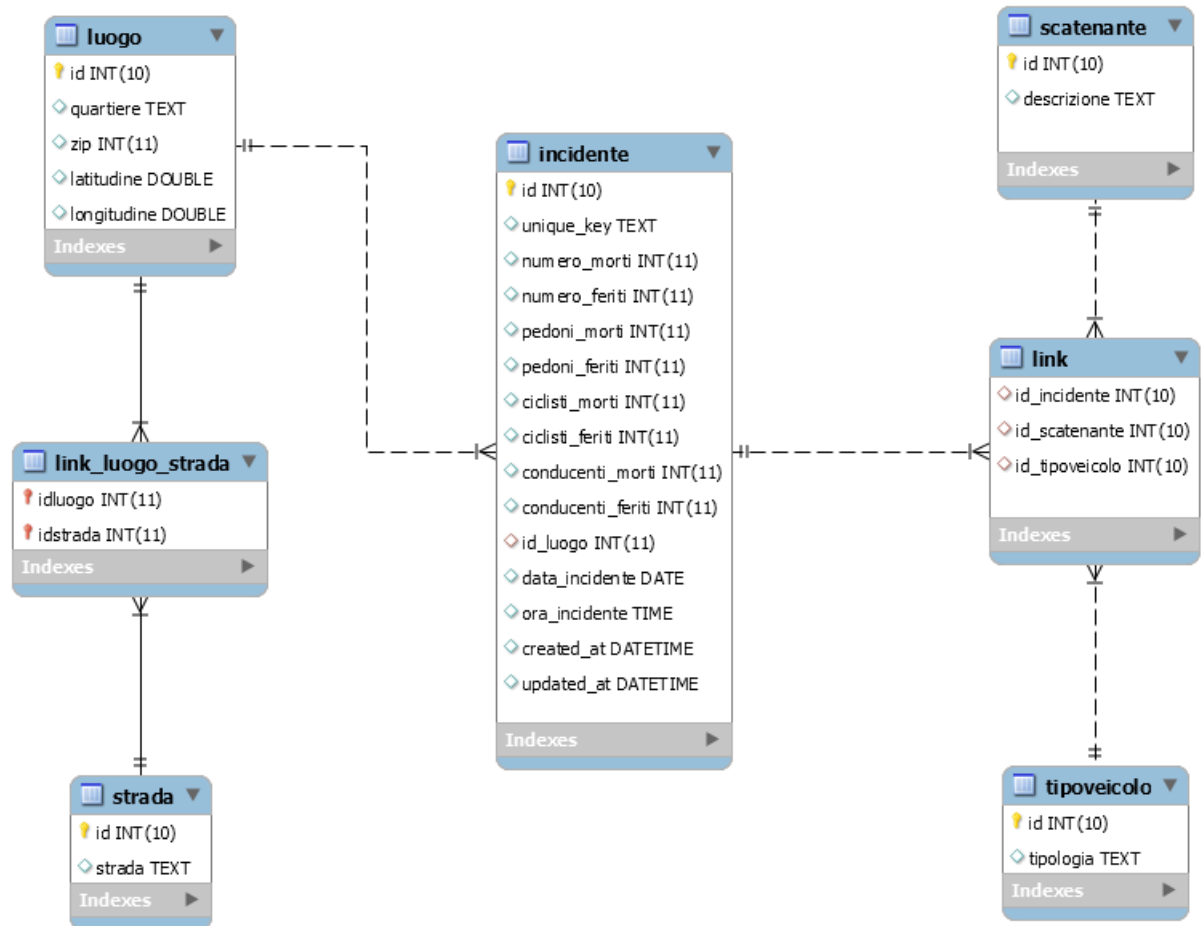 luogo
id INT(10)
quartiere TEXT
zip INT(11)
latitudine DOUBLE
longitudine DOUBLE
Indexes
link_luogo_strada
idluogo INT(11)
idstrada INT(11)
Indexes
strada
id INT(10)
strada TEXT
Indexes
incidente
id INT(10)
unique_key TEXT
numero_morti INT(11)
numero_feriti INT(11)
pedoni_morti INT(11)
pedoni_feriti INT(11)
ciclisti_morti INT(11)
ciclisti_feriti INT(11)
conducenti_morti INT(11)
conducenti_feriti INT(11)
id_luogo INT(11)
data_incidente DATE
ora_incidente TIME
created_at DATETIME
updated_at DATETIME
Indexes
scatenante
id INT(10)
descrizione TEXT
Indexes
link
id_incidente INT(10)
id_scatenante INT(10)
id_tipoveicolo INT(10)
Indexes
tipoveicolo
id INT(10)
tipologia TEXT
Indexes